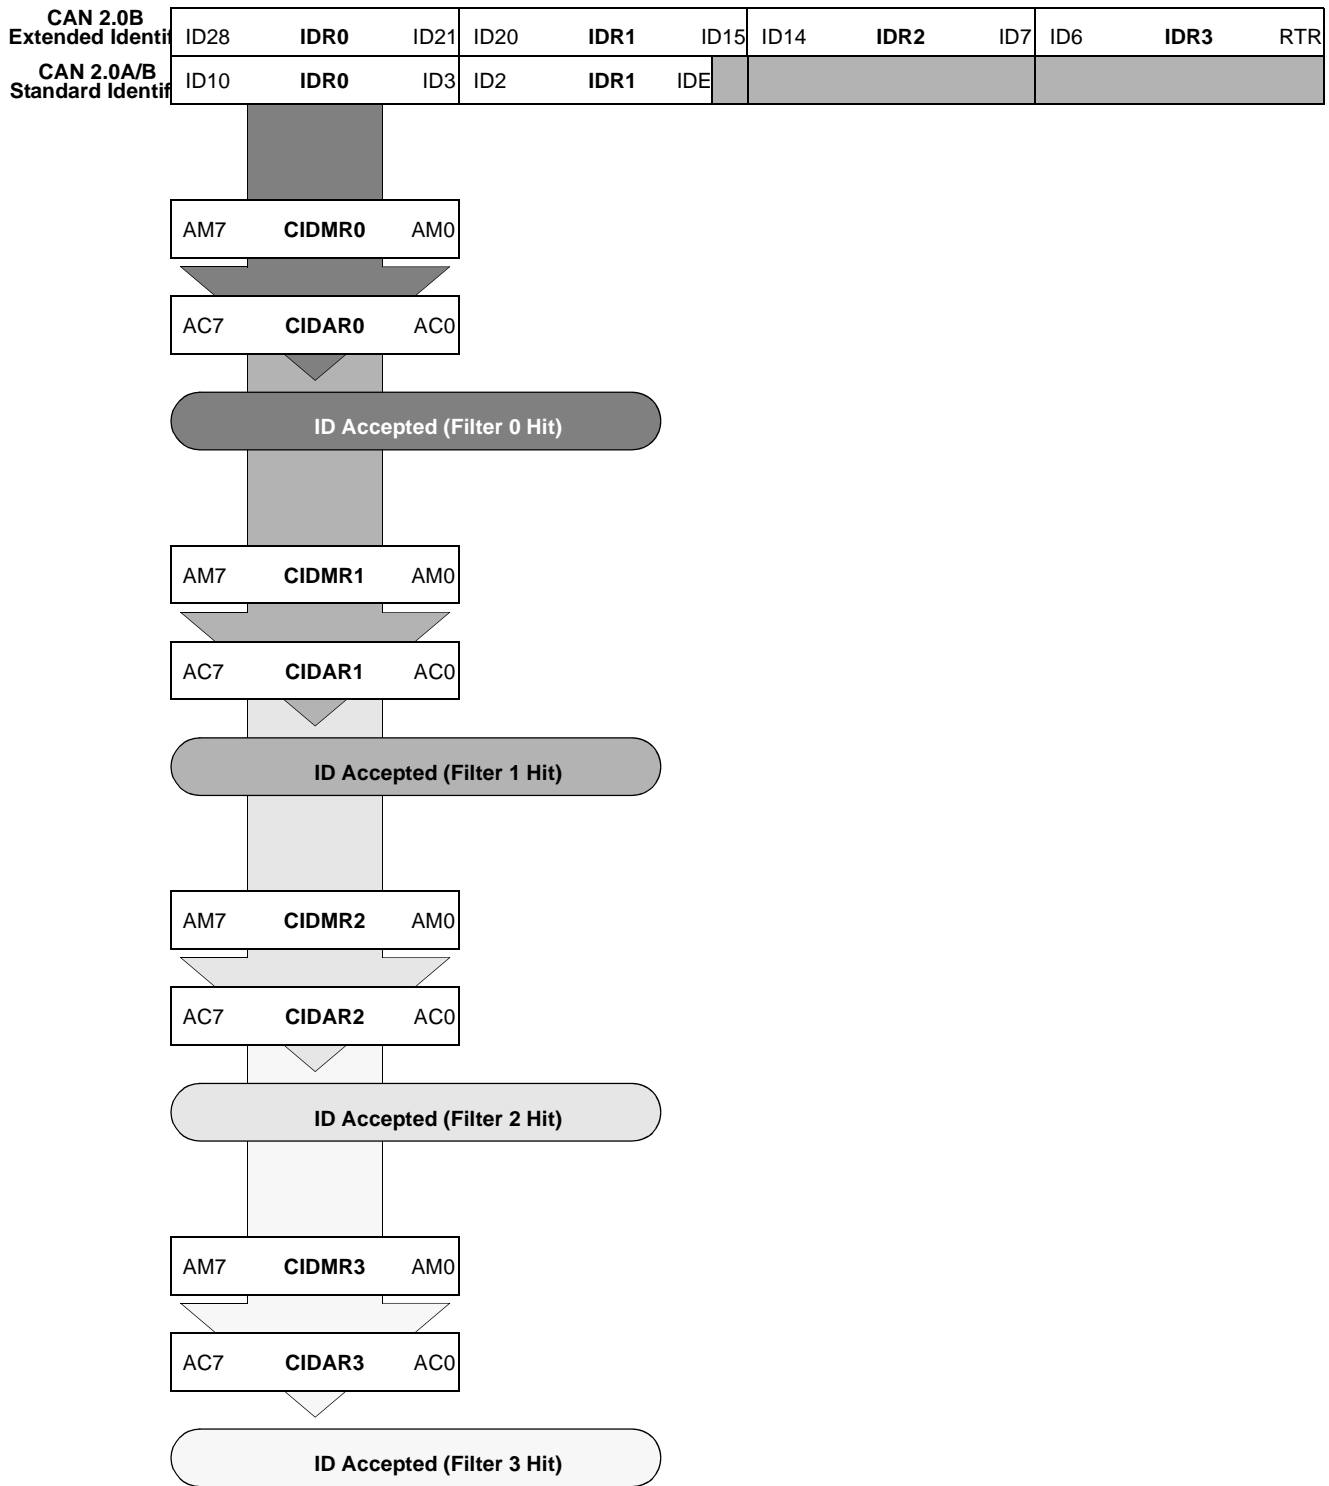 CAN 2.0B
Extended Identif
ID28 IDR0 ID21 ID20 IDR1 ID15 ID14 IDR2 ID7 ID6 IDR3 RTR
CAN 2.0A/B
Standard Identif
ID10 IDR0 ID3 ID2 IDR1 IDE
AM7 CIDMR0 AM0
AC7 CIDAR0 AC0
ID Accepted (Filter 0 Hit)
AM7 CIDMR1 AM0
AC7 CIDAR1 AC0
ID Accepted (Filter 1 Hit)
AM7 CIDMR2 AM0
AC7 CIDAR2 AC0
ID Accepted (Filter 2 Hit)
AM7 CIDMR3 AM0
AC7 CIDAR3 AC0
ID Accepted (Filter 3 Hit)